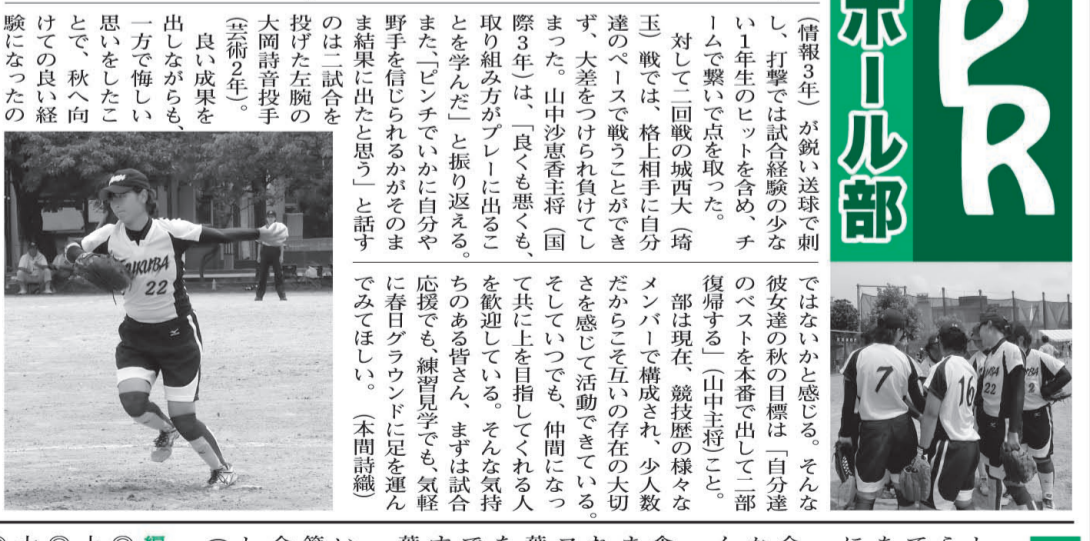 PR
ボール部
（情報３年）が鋭い送球で刺
し、打撃では試合経験の少な
い１年生のヒットを含め、チ
ームで繋いで点を取った。
対して二回戦の城西大（埼
玉）戦では、格上相手に自分
達のペースで戦うことができ
ず、大差をつけられ負けてし
まった。山中沙恵香主将（国
際３年）は、「良くも悪くも、
取り組み方がプレーに出るこ
とを学んだ」と振り返える。
また、「ピンチでいかに自分や
野手を信じられるかがそのま
ま結果に出たと思う」と話す
のは二試合を
投げた左腕の
大岡詩音投手
（芸術２年）。
良い成果を
出しながらも、
一方で悔しい
思いをしたこ
とで、秋へ向
けての良い経
験になったの
ではないかと感じる。そんな
彼女達の秋の目標は「自分達
のベストを本番で出して二部
復帰する」（山中主将）こと。
部は現在、競技歴の様々な
メンバーで構成され、少人数
だからこそ互いの存在の大切
さを感じて活動できている。
そしていつでも、仲間になっ
て共に上を目指してくれる人
を歓迎している。そんな気持
ちのある皆さん、まずは試合
応援でも、練習見学でも、気軽
に春日グラウンドに足を運ん
でみてほしい。（本間詩織）
TSUKUBA
22
7
16
22
2